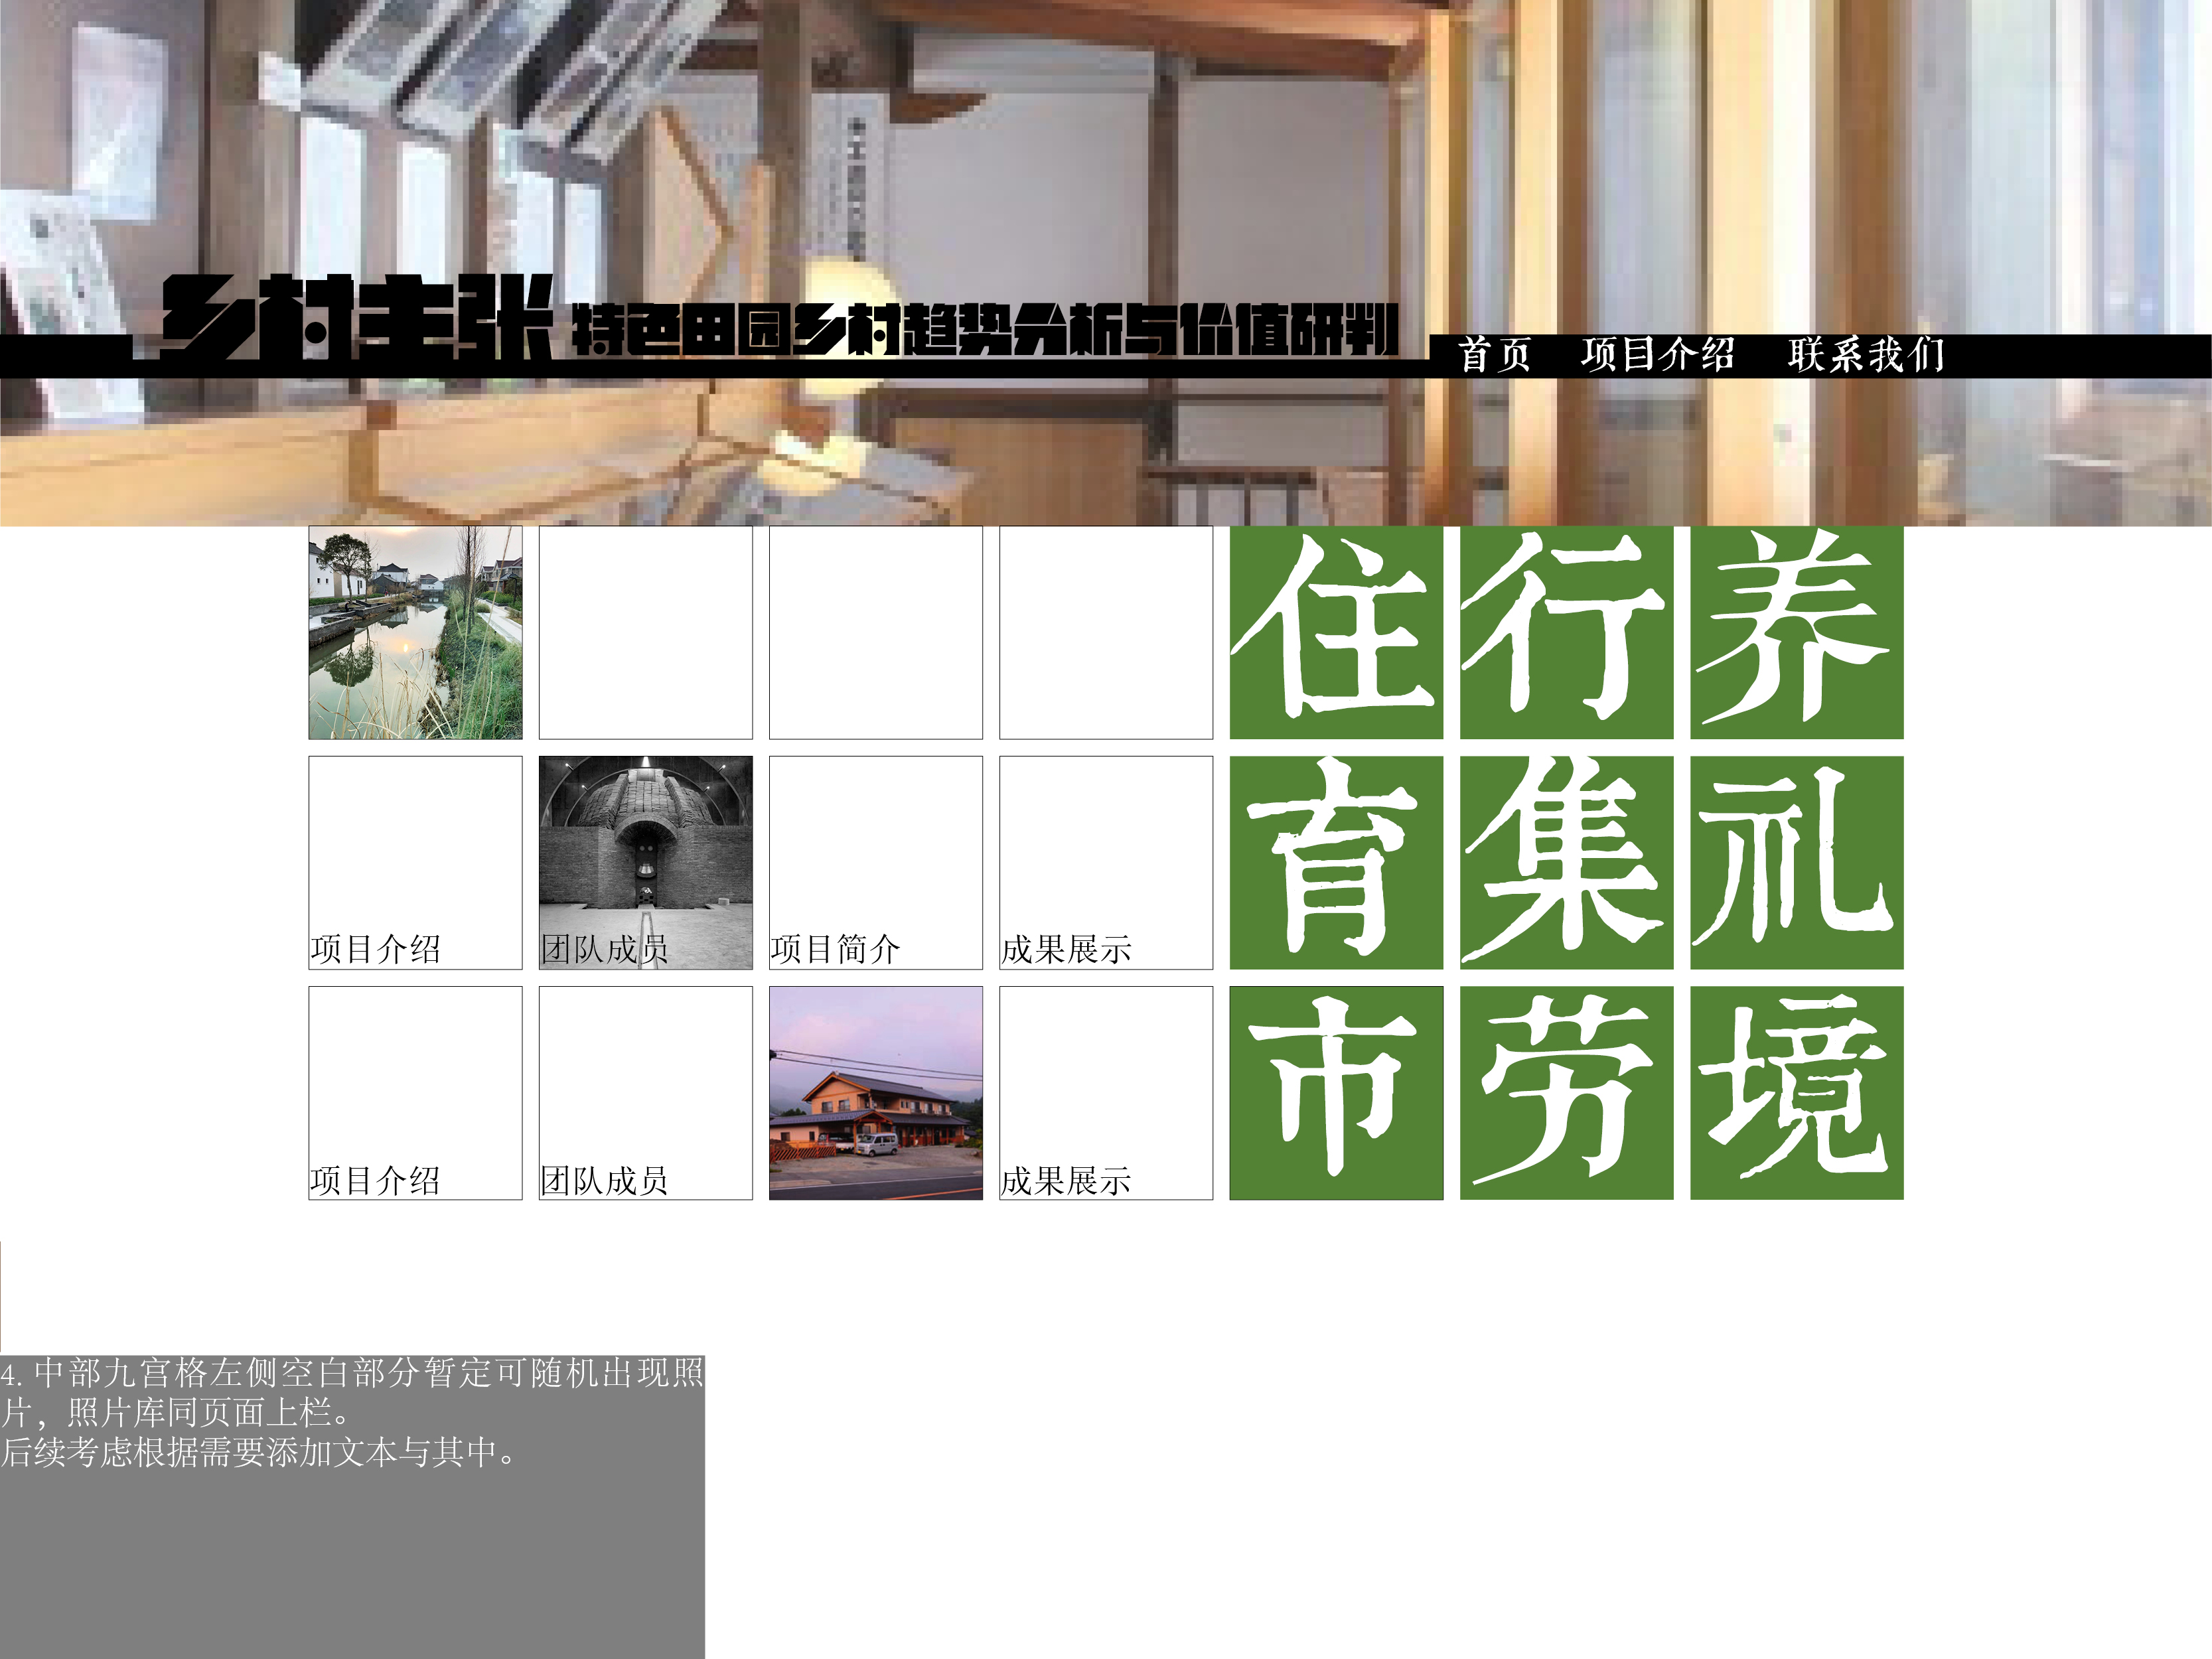 乡村主张 特色田园乡村趋势分析与价值研判
首页 项目介绍 联系我们
住 行 养
育 集 礼
项目介绍 团队成员 项目简介 成果展示
市 劳 境
项目介绍 团队成员 成果展示
4. 中部九宫格左侧空白部分暂定可随机出现照
片，照片库同页面上栏。
后续考虑根据需要添加文本与其中。